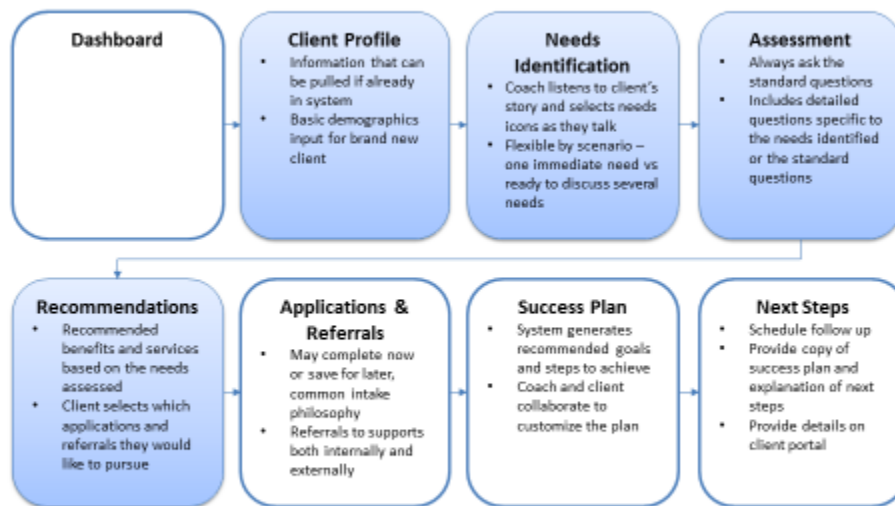 Dashboard
Client Profile
• Information that can
be pulled if already
in system
• Basic demographics
input for brand new
client
Needs
Identification
• Coach listens to client's
story and selects needs
icons as they talk
• Flexible by scenario –
one immediate need vs
ready to discuss several
needs
Assessment
• Always ask the
standard questions
• Includes detailed
questions specific to
the needs identified
or the standard
questions
Recommendations
• Recommended
benefits and services
based on the needs
assessed
• Client selects which
applications and
referrals they would
like to pursue
Applications &
Referrals
• May complete now
or save for later,
common intake
philosophy
• Referrals to supports
both internally and
externally
Success Plan
• System generates
recommended goals
and steps to achieve
• Coach and client
collaborate to
customize the plan
Next Steps
• Schedule follow up
• Provide copy of
success plan and
explanation of next
steps
• Provide details on
client portal